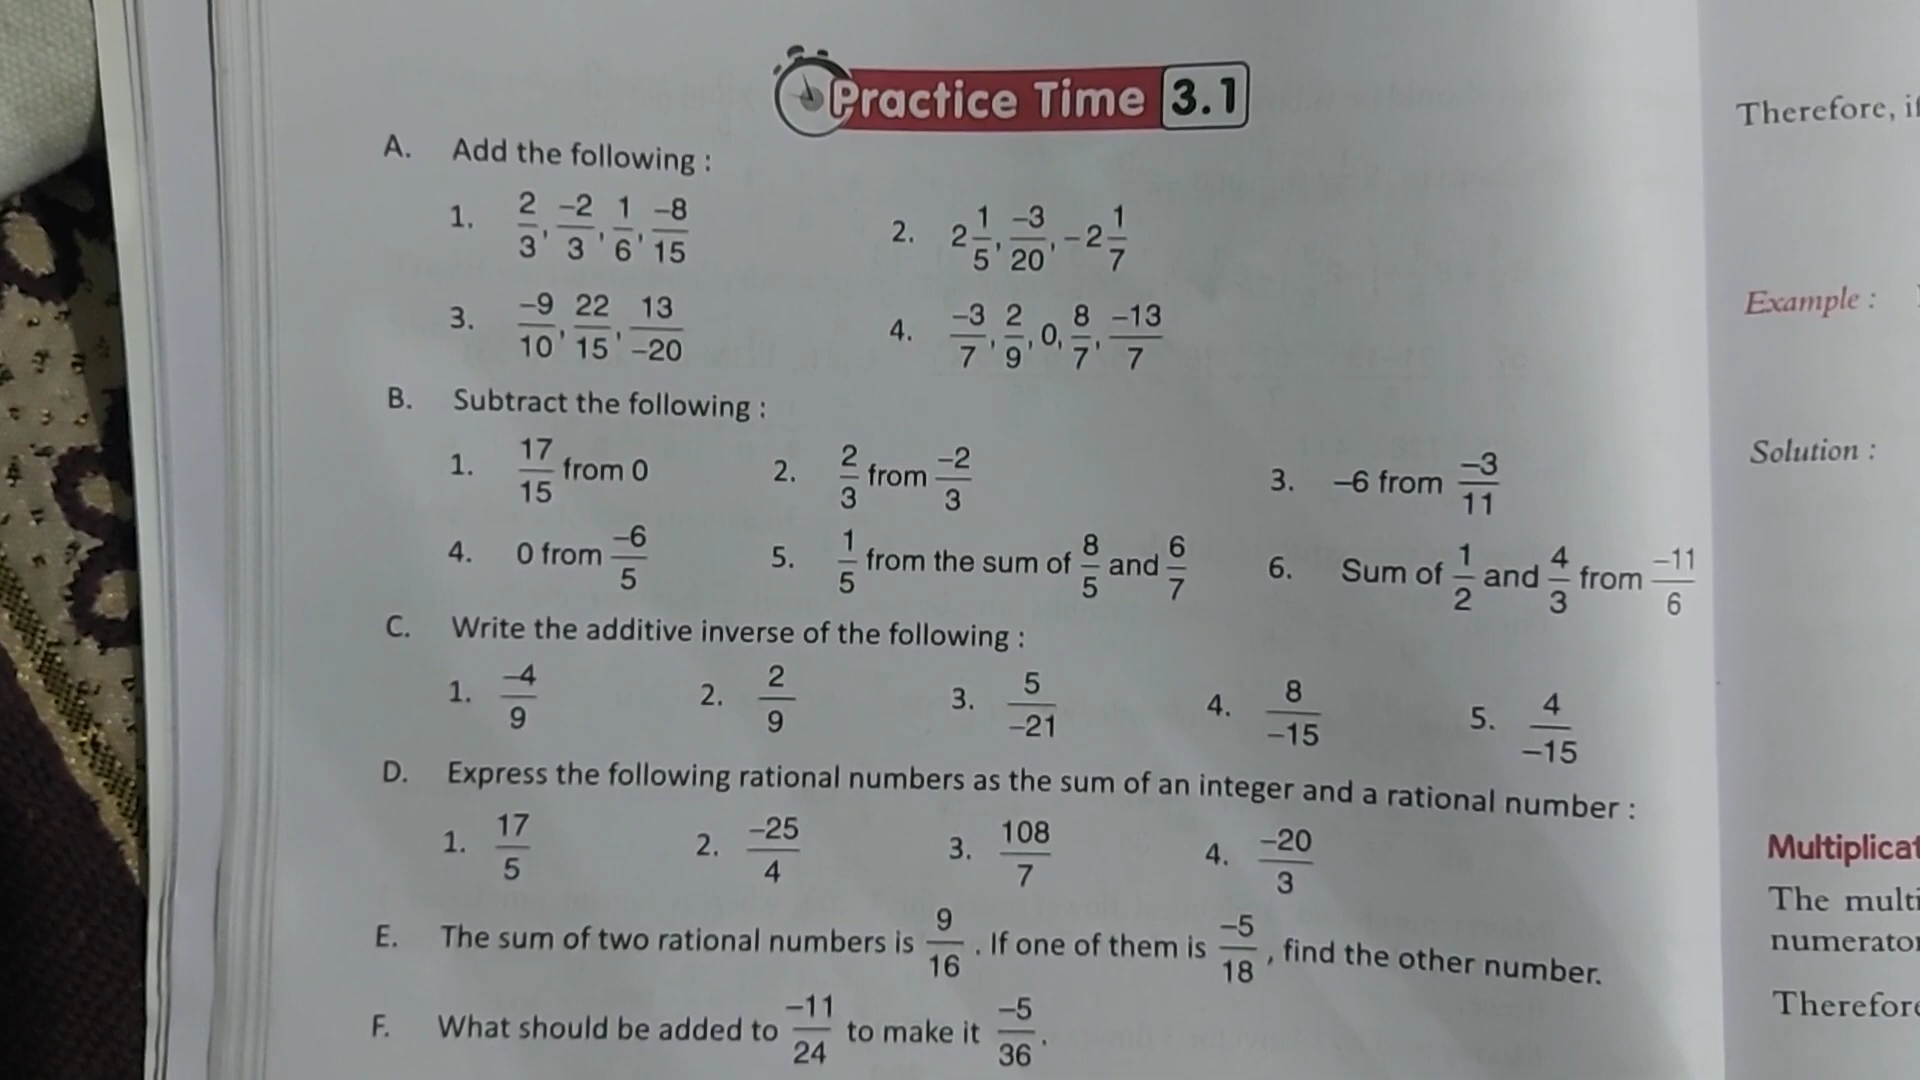 Practice Time 3.1
A. Add the following :
1. 2/3, -2/3, 1/6, -8/15 2. 2 1/5, -3/20, -2 1/7
3. -9/10, 22/15, 13/-20 4. -3/7, 2/9, 0, 8/7, -13/7
B. Subtract the following :
1. 17/15 from 0 2. 2/3 from -2/3 3. -6 from -3/11
4. 0 from -6/5 5. 1/5 from the sum of 8/5 and 6/7 6. Sum of 1/2 and 4/3 from -11/6
C. Write the additive inverse of the following :
1. -4/9 2. 2/9 3. 5/-21 4. 8/-15 5. 4/-15
D. Express the following rational numbers as the sum of an integer and a rational number :
1. 17/5 2. -25/4 3. 108/7 4. -20/3
E. The sum of two rational numbers is 9/16. If one of them is -5/18, find the other number.
F. What should be added to -11/24 to make it -5/36.
Therefore,
Example :
Solution :
The